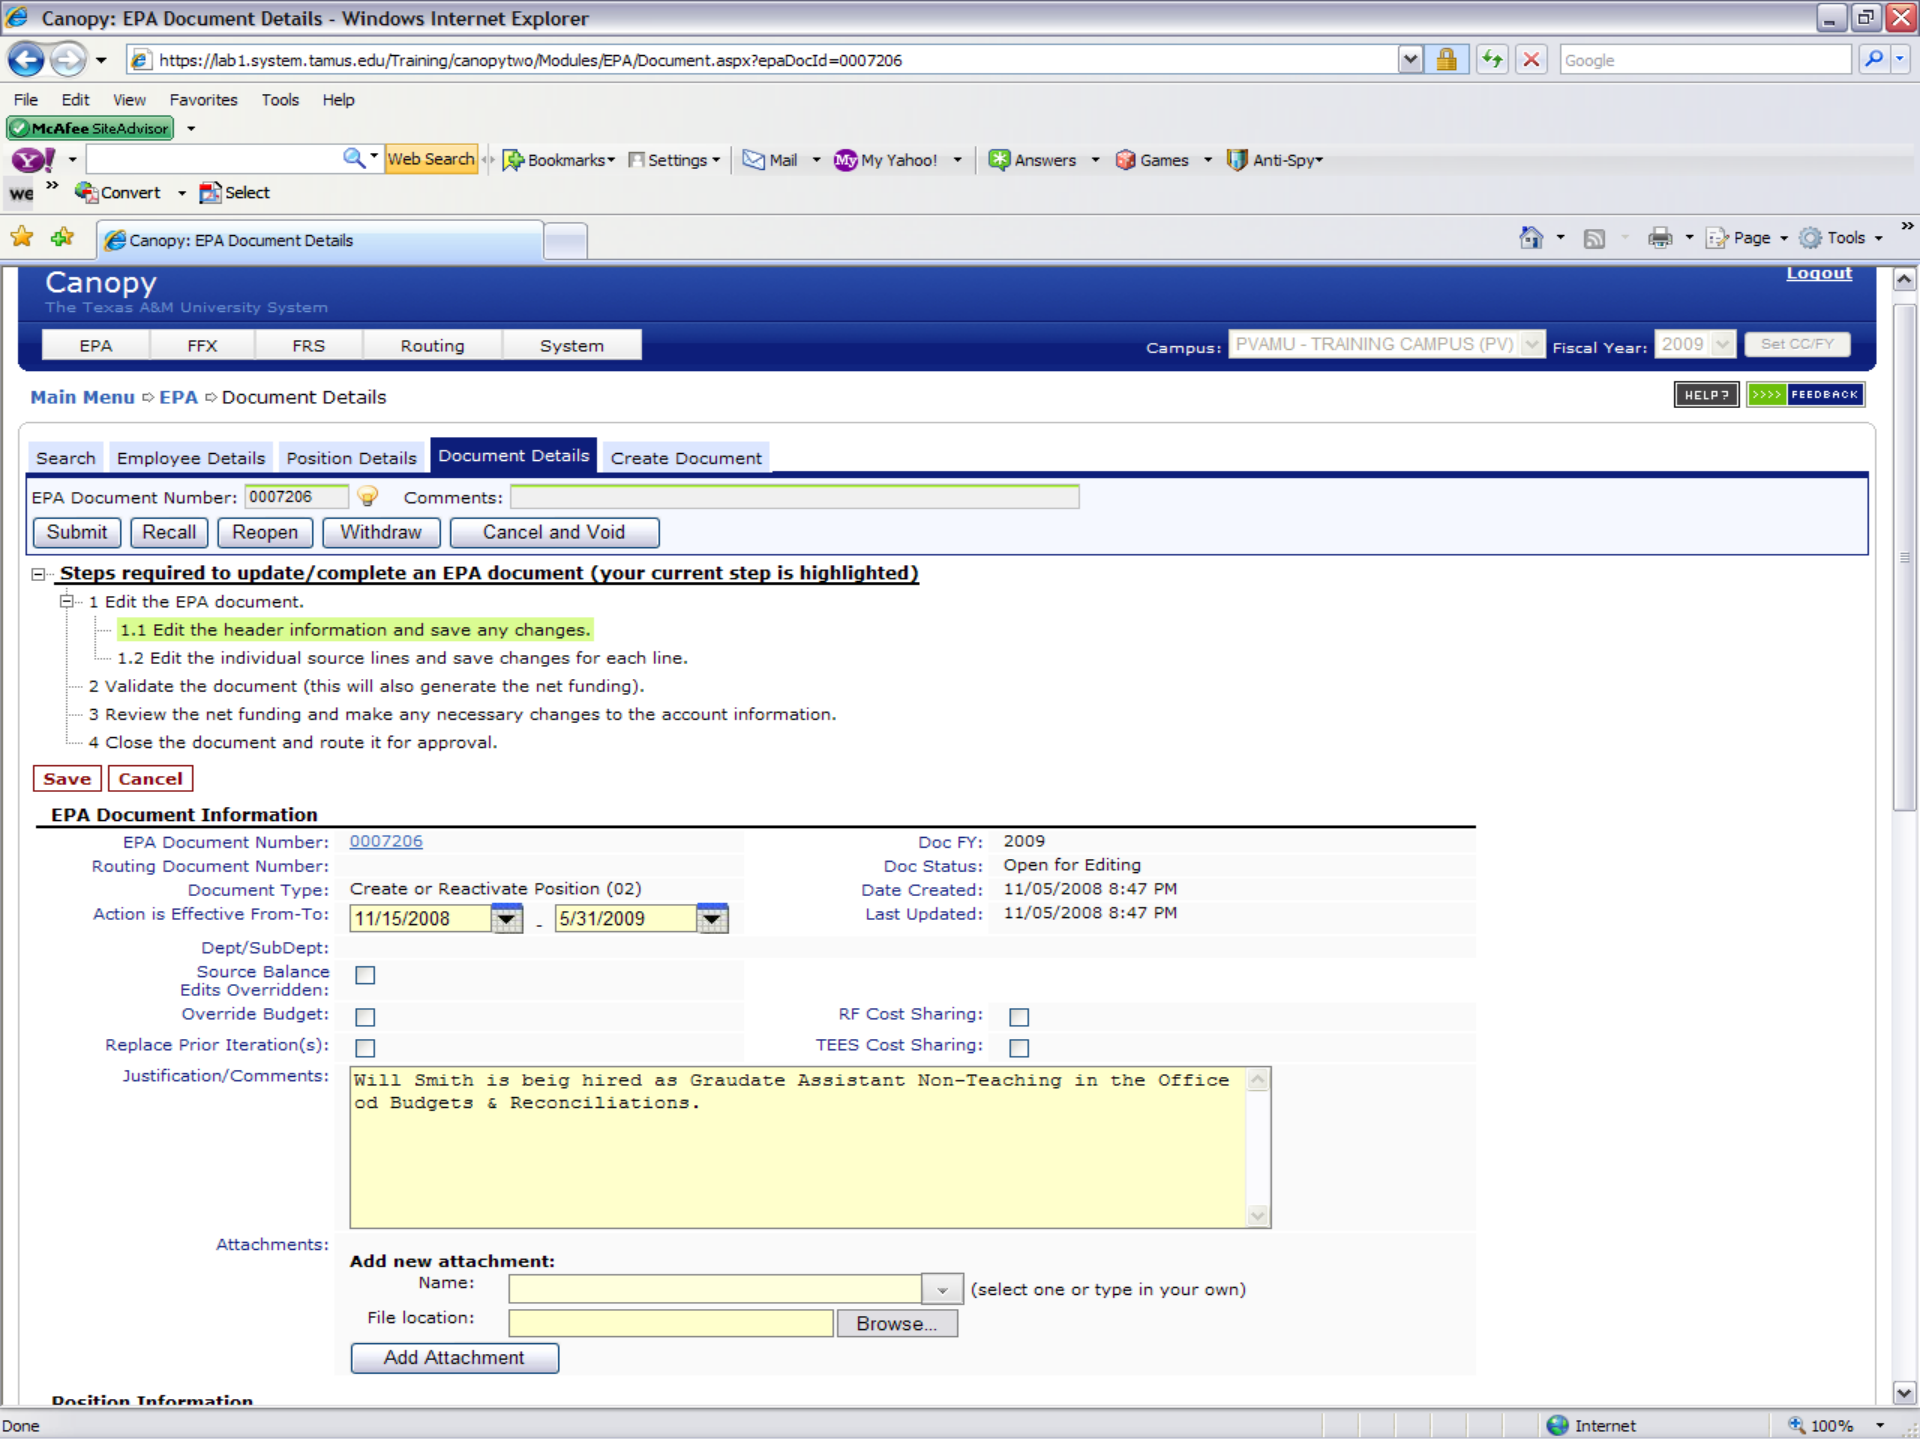 Canopy: EPA Document Details - Windows Internet Explorer
https://lab1.system.tamus.edu/Training/canopytwo/Modules/EPA/Document.aspx?epaDocId=0007206
Google
File Edit View Favorites Tools Help
McAfee SiteAdvisor
Y! Web Search Bookmarks Settings Mail My My Yahoo! Answers Games Anti-Spy
we Convert Select
Canopy: EPA Document Details
Page Tools
Canopy
Logout
The Texas A&M University System
EPA FFX FRS Routing System
Campus: PVAMU - TRAINING CAMPUS (PV) Fiscal Year: 2009 Set CC/FY
Main Menu EPA Document Details
HELP? >>>> FEEDBACK
Search Employee Details Position Details Document Details Create Document
EPA Document Number: 0007206 Comments:
Submit Recall Reopen Withdraw Cancel and Void
Steps required to update/complete an EPA document (your current step is highlighted)
1 Edit the EPA document.
1.1 Edit the header information and save any changes.
1.2 Edit the individual source lines and save changes for each line.
2 Validate the document (this will also generate the net funding).
3 Review the net funding and make any necessary changes to the account information.
4 Close the document and route it for approval.
Save Cancel
EPA Document Information
EPA Document Number: 0007206 Doc FY: 2009
Routing Document Number: Doc Status: Open for Editing
Document Type: Create or Reactivate Position (02) Date Created: 11/05/2008 8:47 PM
Action is Effective From-To: 11/15/2008 - 5/31/2009 Last Updated: 11/05/2008 8:47 PM
Dept/SubDept:
Source Balance
Edits Overridden:
Override Budget: RF Cost Sharing:
Replace Prior Iteration(s): TEES Cost Sharing:
Justification/Comments: Will Smith is beig hired as Graudate Assistant Non-Teaching in the Office
od Budgets & Reconciliations.
Attachments:
Add new attachment:
Name: (select one or type in your own)
File location: Browse...
Add Attachment
Position Information
Done Internet 100%